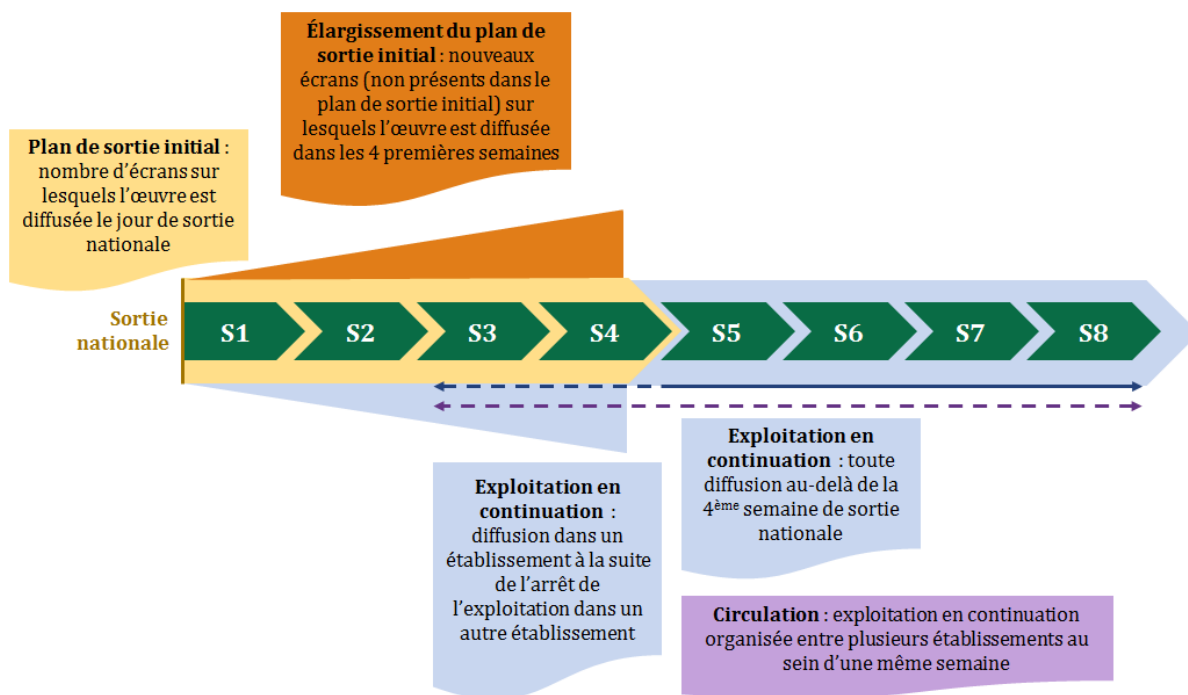 Élargissement du plan de
sortie initial : nouveaux
écrans (non présents dans le
plan de sortie initial) sur
lesquels l’œuvre est diffusée
dans les 4 premières semaines
Plan de sortie initial :
nombre d’écrans sur
lesquels l’œuvre est
diffusée le jour de sortie
nationale
Sortie
nationale
S1
S2
S3
S4
S5
S6
S7
S8
Exploitation en
continuation :
diffusion dans un
établissement à la suite
de l’arrêt de
l’exploitation dans un
autre établissement
Exploitation en
continuation : toute
diffusion au-delà de la
4ème semaine de sortie
nationale
Circulation : exploitation en continuation
organisée entre plusieurs établissements au
sein d’une même semaine